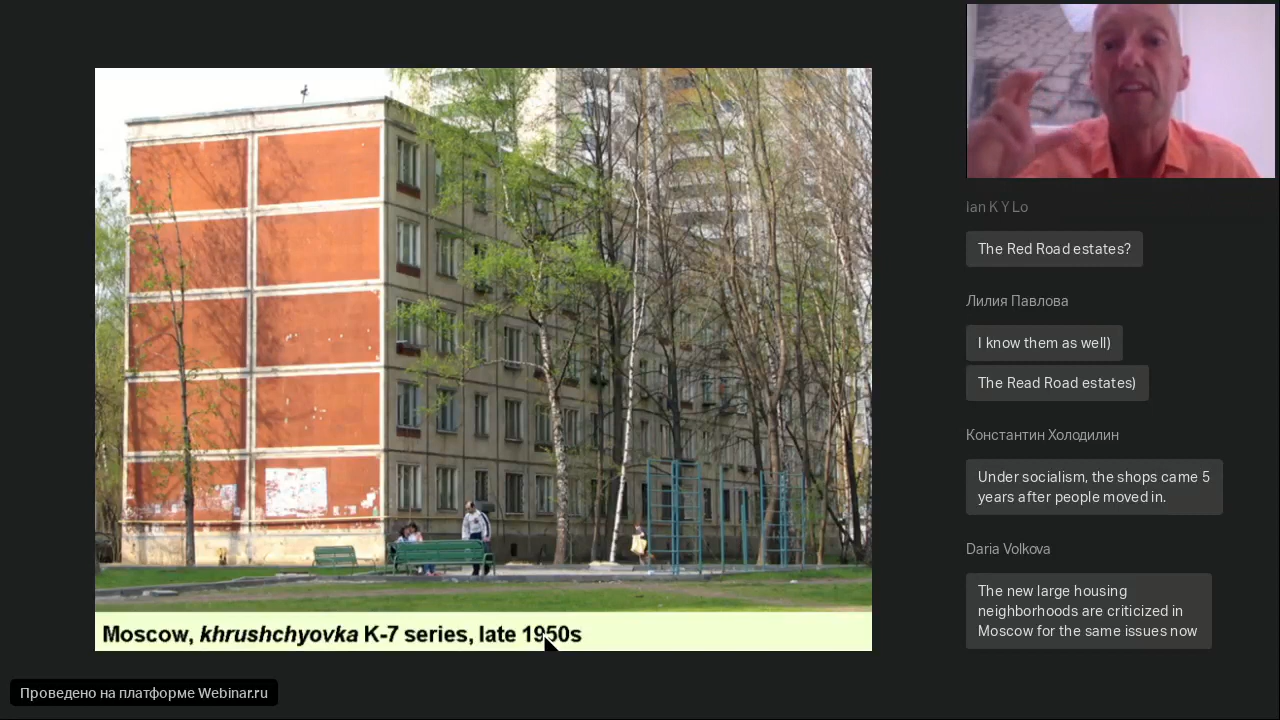 Moscow, khrushchyovka K-7 series, late 1950s
Ian K Y Lo
The Red Road estates?
Лилия Павлова
I know them as well)
The Read Road estates)
Константин Холодилин
Under socialism, the shops came 5
years after people moved in.
Daria Volkova
The new large housing
neighborhoods are criticized in
Moscow for the same issues now
Проведено на платформе Webinar.ru